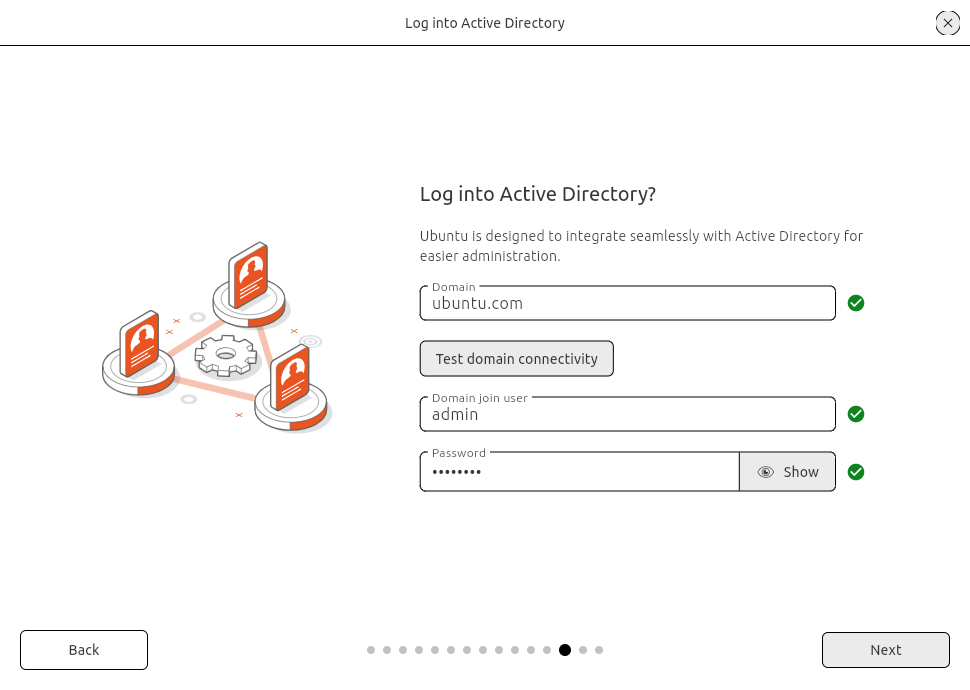 Log into Active Directory
Log into Active Directory?
Ubuntu is designed to integrate seamlessly with Active Directory for
easier administration.
Domain
ubuntu.com
Test domain connectivity
Domain join user
admin
Password
••••••••
Show
Back
Next